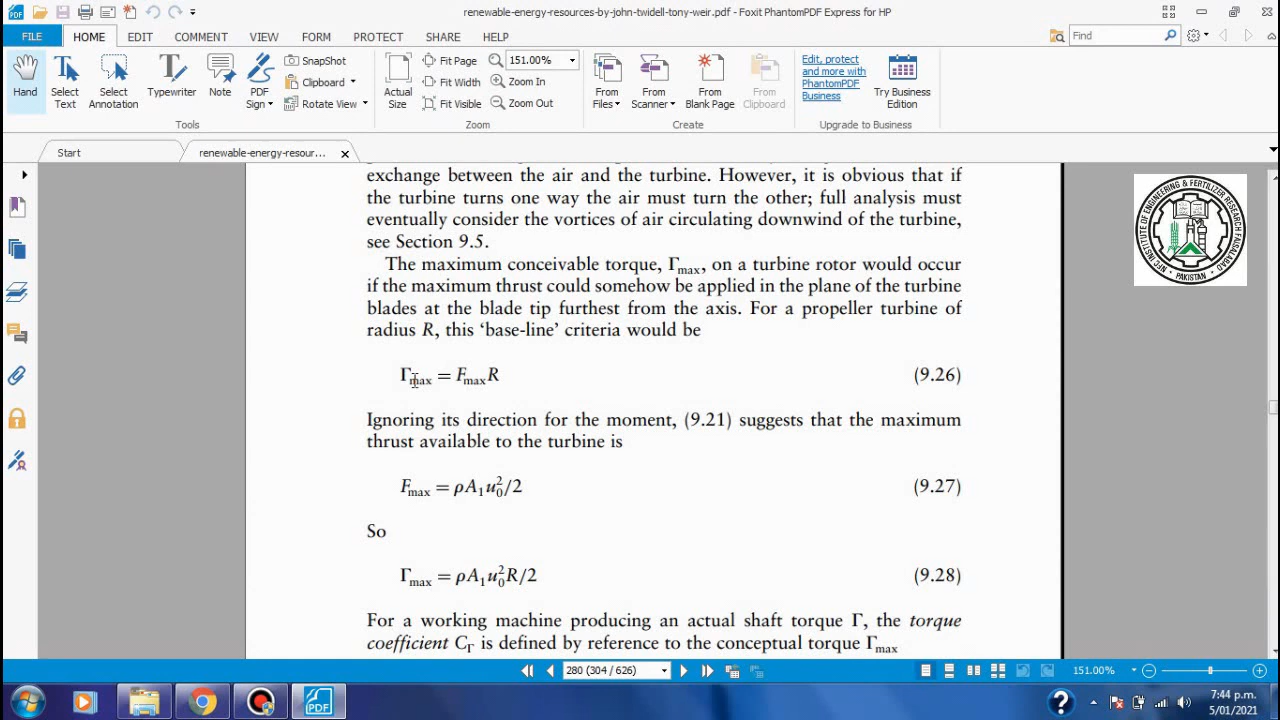 renewable-energy-resources-by-john-twidell-tony-weir.pdf - Foxit PhantomPDF Express for HP
FILE HOME EDIT COMMENT VIEW FORM PROTECT SHARE HELP Find
Hand
Select Text
Select Annotation
Typewriter
Note
PDF Sign
SnapShot
Clipboard
Rotate View
Tools
Actual Size
Fit Page
Fit Width
Fit Visible
151.00%
Zoom In
Zoom Out
Zoom
From Files
From Scanner
From Blank Page
From Clipboard
Create
Edit, protect
and more with
PhantomPDF
Business
Try Business
Edition
Upgrade to Business
Start renewable-energy-resour...
exchange between the air and the turbine. However, it is obvious that if
the turbine turns one way the air must turn the other; full analysis must
eventually consider the vortices of air circulating downwind of the turbine,
see Section 9.5.
The maximum conceivable torque, Γmax, on a turbine rotor would occur
if the maximum thrust could somehow be applied in the plane of the turbine
blades at the blade tip furthest from the axis. For a propeller turbine of
radius R, this ‘base-line’ criteria would be
Γmax = FmaxR (9.26)
Ignoring its direction for the moment, (9.21) suggests that the maximum
thrust available to the turbine is
Fmax = ρA₁u₀²/2 (9.27)
So
Γmax = ρA₁u₀²R/2 (9.28)
For a working machine producing an actual shaft torque Γ, the torque
coefficient CΓ is defined by reference to the conceptual torque Γmax
NFC INSTITUTE OF ENGINEERING & FERTILIZER RESEARCH FAISALABAD
PAKISTAN
280 (304 / 626)
151.00%
7:44 p.m.
5/01/2021